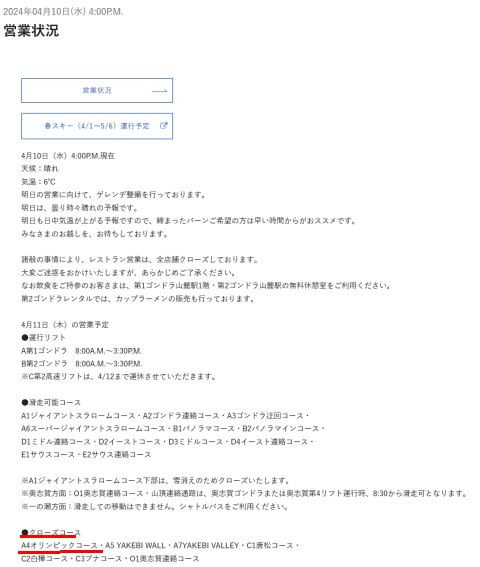 2024年04月10日(水) 4:00P.M.
営業状況
営業状況
春スキー（4/1～5/6）運行予定
4月10日（水）4:00P.M.現在
天候：晴れ
気温：6℃
明日の営業に向けて、ゲレンデ整備を行っております。
明日は、曇り時々晴れの予報です。
明日も日中気温が上がる予報ですので、締まったバーンご希望の方は早い時間からがおススメです。
みなさまのお越しを、お待ちしております。
諸般の事情により、レストラン営業は、全店舗クローズしております。
大変ご迷惑をおかけいたしますが、あらかじめご了承ください。
なお飲食をご持参のお客さまは、第1ゴンドラ山麓駅1階・第2ゴンドラ山麓駅の無料休憩室をご利用ください。
第2ゴンドラレンタルでは、カップラーメンの販売も行っております。
4月11日（木）の営業予定
●運行リフト
A第1ゴンドラ　8:00A.M.～3:30P.M.
B第2ゴンドラ　8:00A.M.～3:30P.M.
※C第2高速リフトは、4/12まで運休させていただきます。
●滑走可能コース
A1ジャイアントスラロームコース・A2ゴンドラ連絡コース・A3ゴンドラ迂回コース・
A6スーパージャイアントスラロームコース・B1パノラマコース・B2パノラマインコース・
D1ミドル連絡コース・D2イーストコース・D3ミドルコース・D4イースト連絡コース・
E1サウスコース・E2サウス連絡コース
※A1ジャイアントスラロームコース下部は、雪消えのためクローズいたします。
※奥志賀方面：O1奥志賀連絡コース・山頂連絡通路は、奥志賀ゴンドラまたは奥志賀第4リフト運行時、8:30から滑走可となります。
※一の瀬方面：滑走しての移動はできません。シャトルバスをご利用ください。
●クローズコース
A4オリンピックコース・A5 YAKEBI WALL・A7YAKEBI VALLEY・C1唐松コース・
C2白樺コース・C3ブナコース・O1奥志賀連絡コース